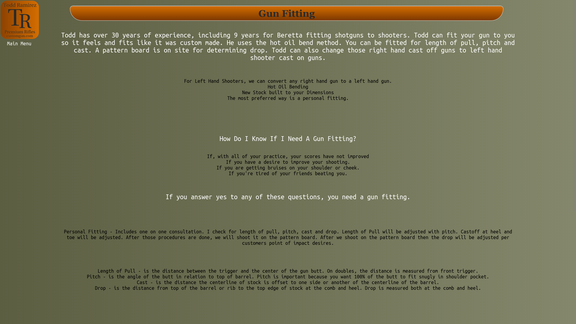 Todd Ramirez
TR
Main Menu
Gun Fitting
Todd has over 30 years of experience, including 9 years for Beretta fitting shotguns to shooters. Todd can fit your gun to you
so it feels and fits like it was custom made. He uses the hot oil bend method. You can be fitted for length of pull, pitch and
cast. A pattern board is on site for determining drop. Todd can also change those right hand cast off guns to left hand
shooter cast on guns.
For Left Hand Shooters, we can convert any right hand gun to a left hand gun.
Hot Oil Bending
New Stock built to your Dimensions
The most preferred way is a personal fitting.
How Do I Know If I Need A Gun Fitting?
If, with all of your practice, your scores have not improved
If you have a desire to improve your shooting.
If you are getting bruises on your shoulder or cheek.
If you're tired of your friends beating you.
If you answer yes to any of these questions, you need a gun fitting.
Personal Fitting - Includes one on one consultation. I check for length of pull, pitch, cast and drop. Length of Pull will be adjusted with pitch. Castoff at heel and
toe will be adjusted. After those procedures are done, we will shoot it on the pattern board. After we shoot on the pattern board then the drop will be adjusted per
customers point of impact desires.
Length of Pull - is the distance between the trigger and the center of the gun butt. On doubles, the distance is measured from front trigger.
Pitch - is the angle of the butt in relation to top of barrel. Pitch is important because you want 100% of the butt to fit snugly in shoulder pocket.
Cast - is the distance the centerline of stock is offset to one side or another of the centerline of the barrel.
Drop - is the distance from top of the barrel or rib to the top edge of stock at the comb and heel. Drop is measured both at the comb and heel.